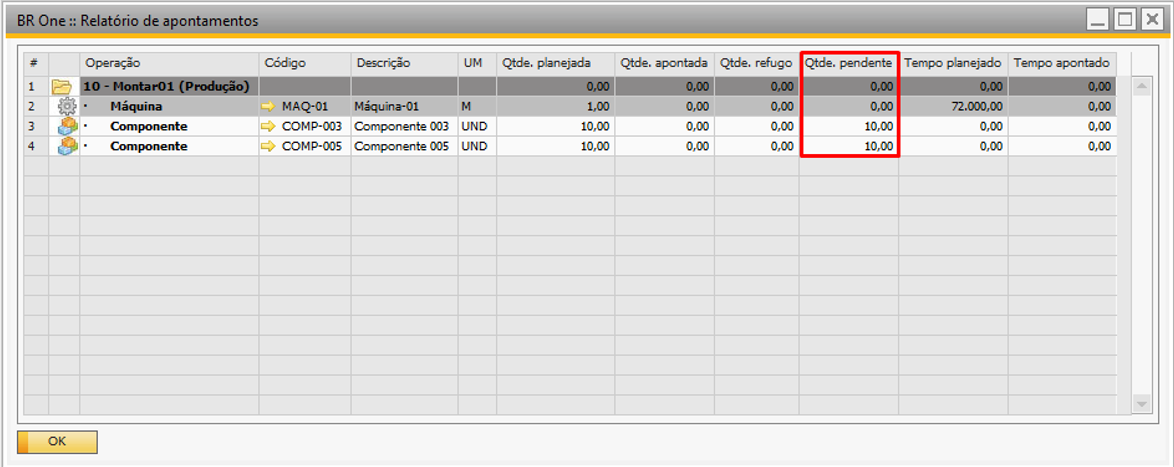 BR One :: Relatório de apontamentos
# Operação Código Descrição UM Qtde. planejada Qtde. apontada Qtde. refugo Qtde. pendente Tempo planejado Tempo apontado
1 10 - Montar01 (Produção) 0,00 0,00 0,00 0,00 0,00 0,00
2 · Máquina MAQ-01 Máquina-01 M 1,00 0,00 0,00 0,00 72.000,00 0,00
3 · Componente COMP-003 Componente 003 UND 10,00 0,00 0,00 10,00 0,00 0,00
4 · Componente COMP-005 Componente 005 UND 10,00 0,00 0,00 10,00 0,00 0,00
OK